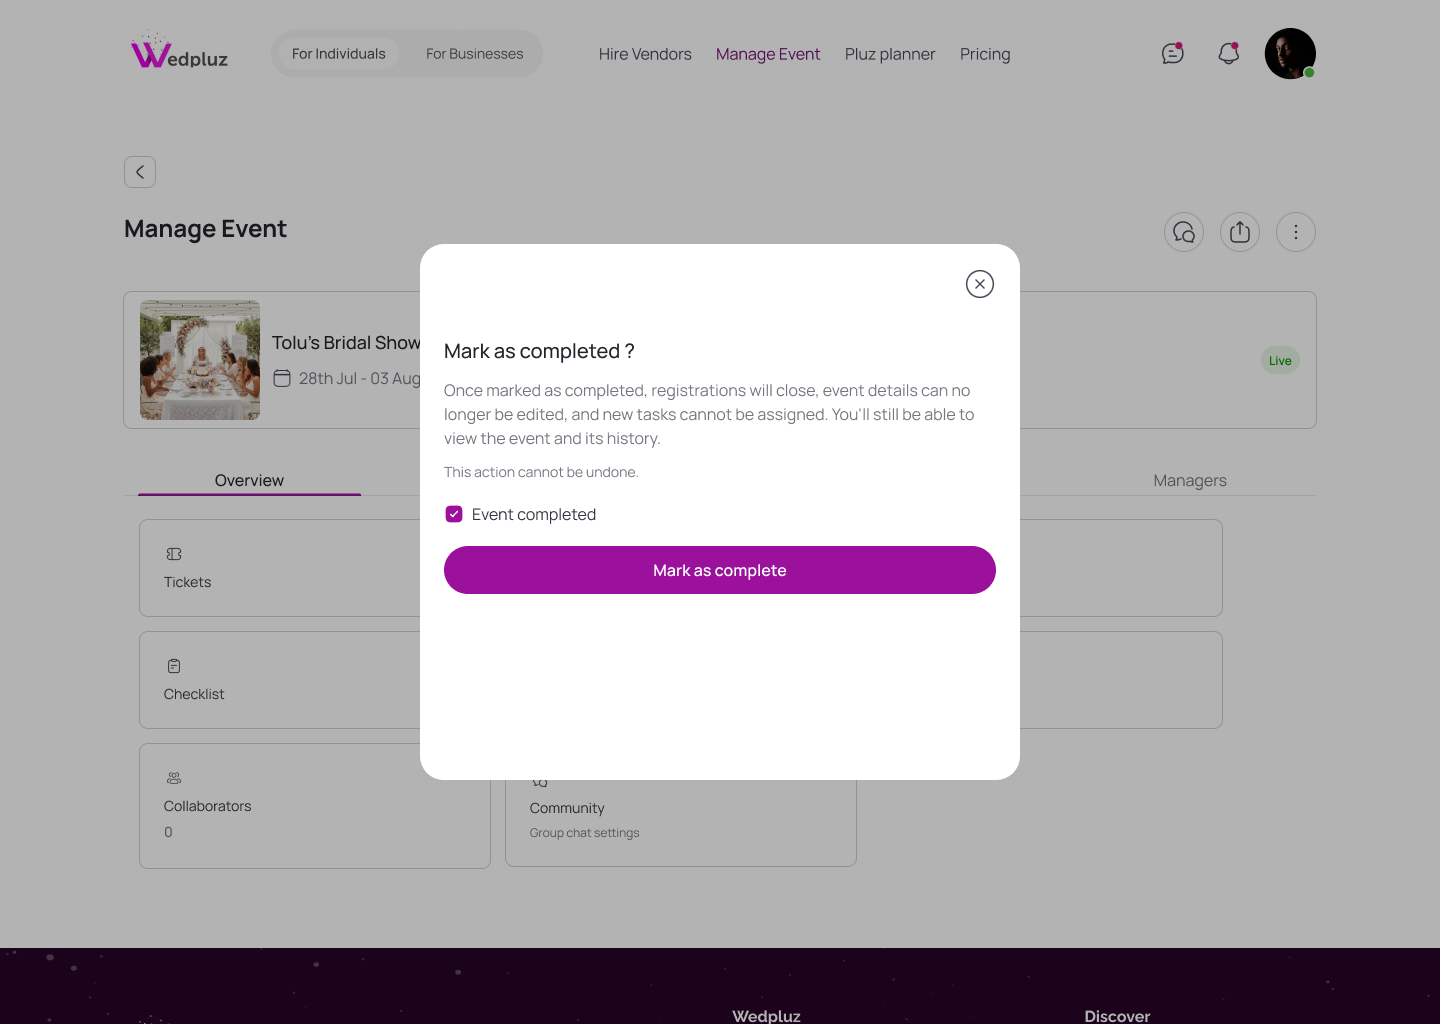 Wedpluz
For Individuals
For Businesses
Hire Vendors
Manage Event
Pluz planner
Pricing
Manage Event
Tolu's Bridal Show
28th Jul - 03 Aug
Live
Mark as completed ?
Once marked as completed, registrations will close, event details can no
longer be edited, and new tasks cannot be assigned. You'll still be able to
view the event and its history.
This action cannot be undone.
Event completed
Mark as complete
Overview
Managers
Tickets
Checklist
Collaborators
0
Community
Group chat settings
Wedpluz
Discover